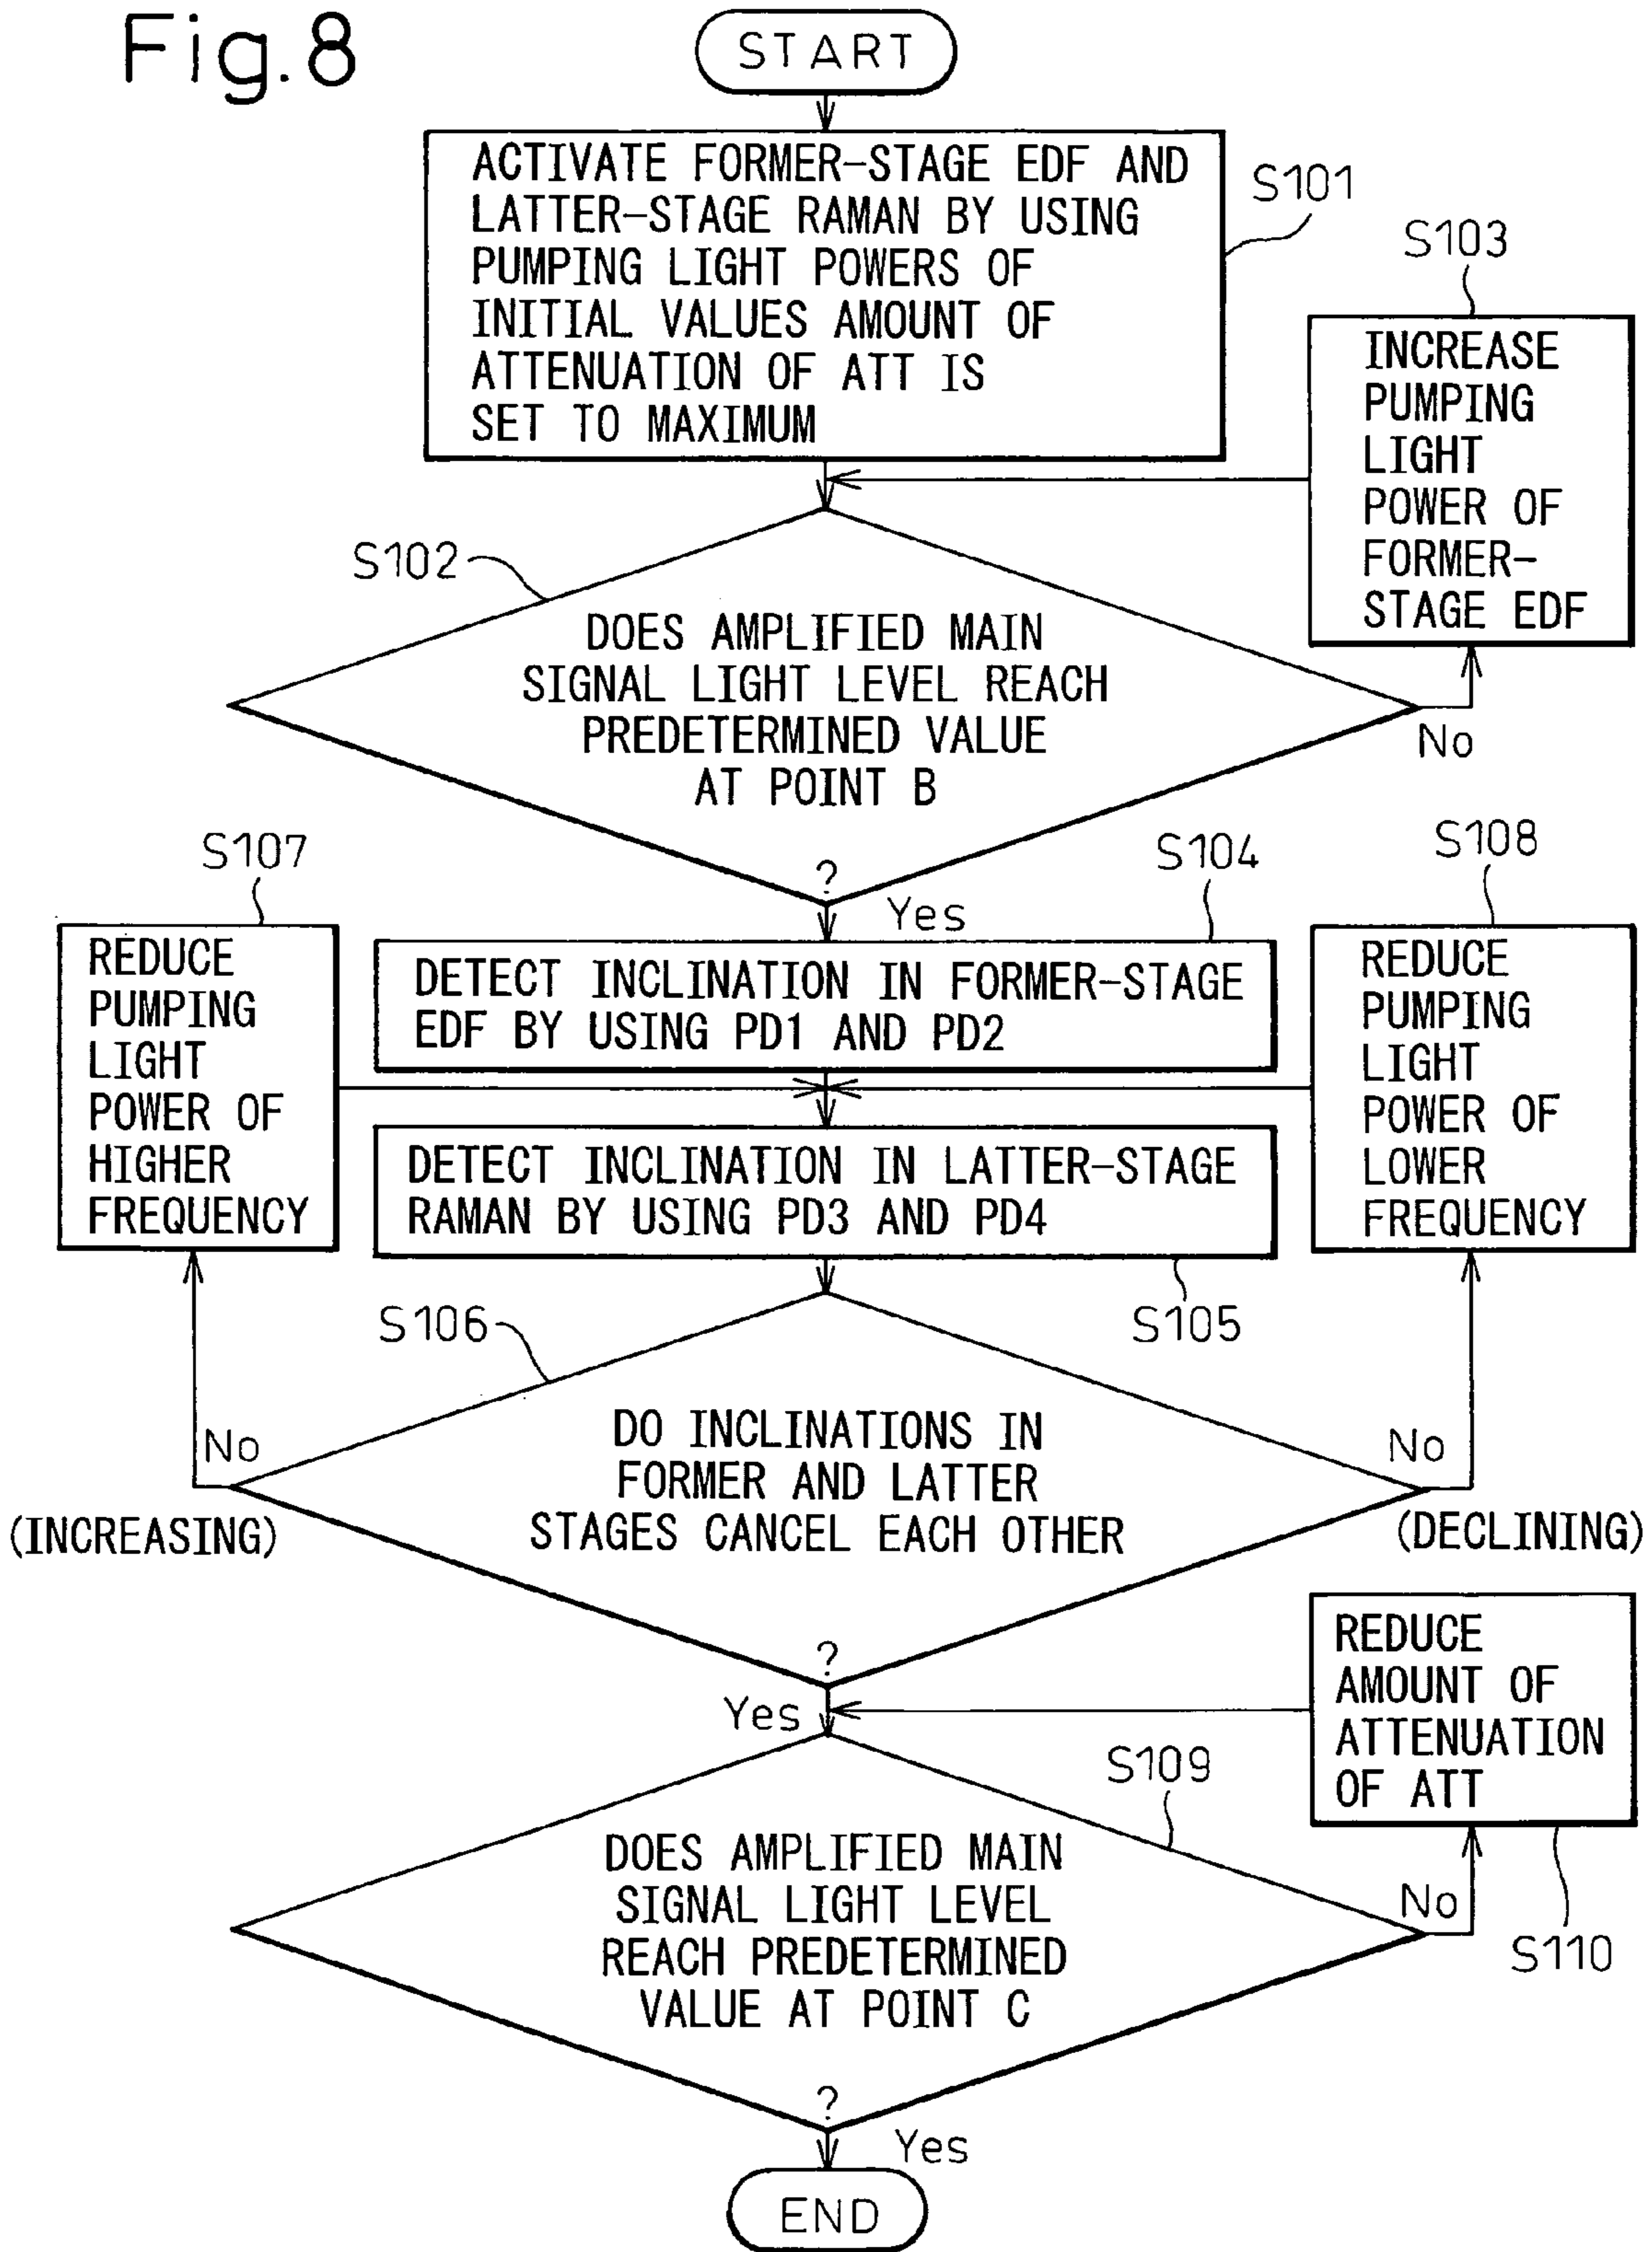 Fig.8
START
ACTIVATE FORMER-STAGE EDF AND
LATTER-STAGE RAMAN BY USING
PUMPING LIGHT POWERS OF
INITIAL VALUES AMOUNT OF
ATTENUATION OF ATT IS
SET TO MAXIMUM
S101
S103
INCREASE
PUMPING
LIGHT
POWER OF
FORMER-
STAGE EDF
S102
DOES AMPLIFIED MAIN
SIGNAL LIGHT LEVEL REACH
PREDETERMINED VALUE
AT POINT B
?
No
Yes
S107
REDUCE
PUMPING
LIGHT
POWER OF
HIGHER
FREQUENCY
S104
DETECT INCLINATION IN FORMER-STAGE
EDF BY USING PD1 AND PD2
S108
REDUCE
PUMPING
LIGHT
POWER OF
LOWER
FREQUENCY
DETECT INCLINATION IN LATTER-STAGE
RAMAN BY USING PD3 AND PD4
S105
S106
DO INCLINATIONS IN
FORMER AND LATTER
STAGES CANCEL EACH OTHER
?
No
(INCREASING)
No
(DECLINING)
Yes
REDUCE
AMOUNT OF
ATTENUATION
OF ATT
S109
DOES AMPLIFIED MAIN
SIGNAL LIGHT LEVEL
REACH PREDETERMINED
VALUE AT POINT C
?
No
S110
Yes
END